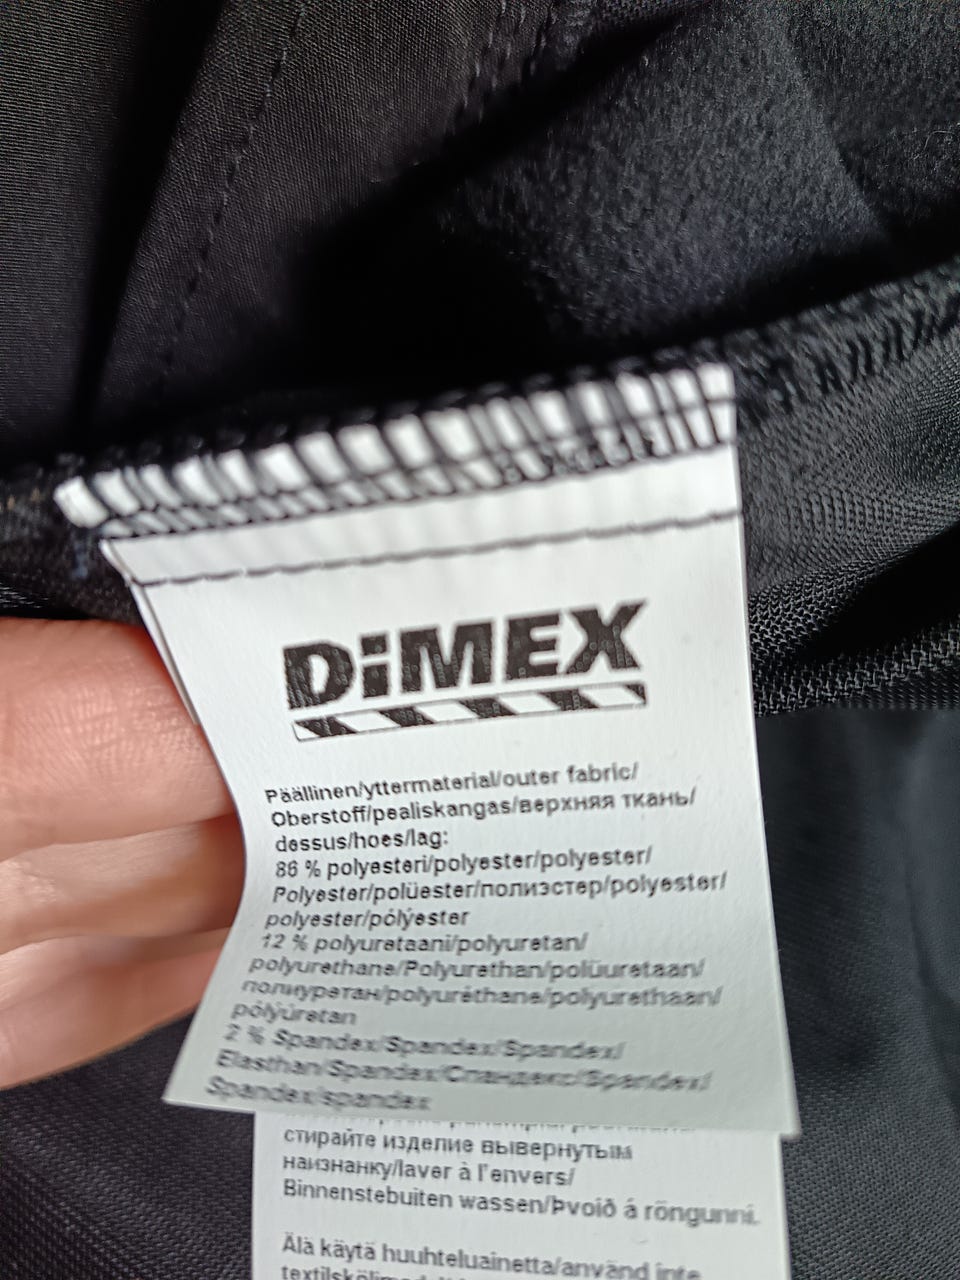 DiMEX
Päällinen/yttermaterial/outer fabric/
Oberstoff/pealiskangas/верхняя ткань/
dessus/hoes/lag:
86 % polyesteri/polyester/polyester/
Polyester/polüester/полиэстер/polyester/
polyester/pólýester
12 % polyuretaani/polyuretan/
polyurethane/Polyurethan/polüuretaan/
полиуретан/polyuréthane/polyurethaan/
pólýúretan
2 % Spandex/Spandex/Spandex/
Elasthan/Spandex/Спандекс/Spandex/
Spandex/spandex
стирайте изделие вывернутым
наизнанку/laver à l'envers/
Binnenstebuiten wassen/Þvoið á röngunni.
Älä käytä huuhteluainetta/använd inte